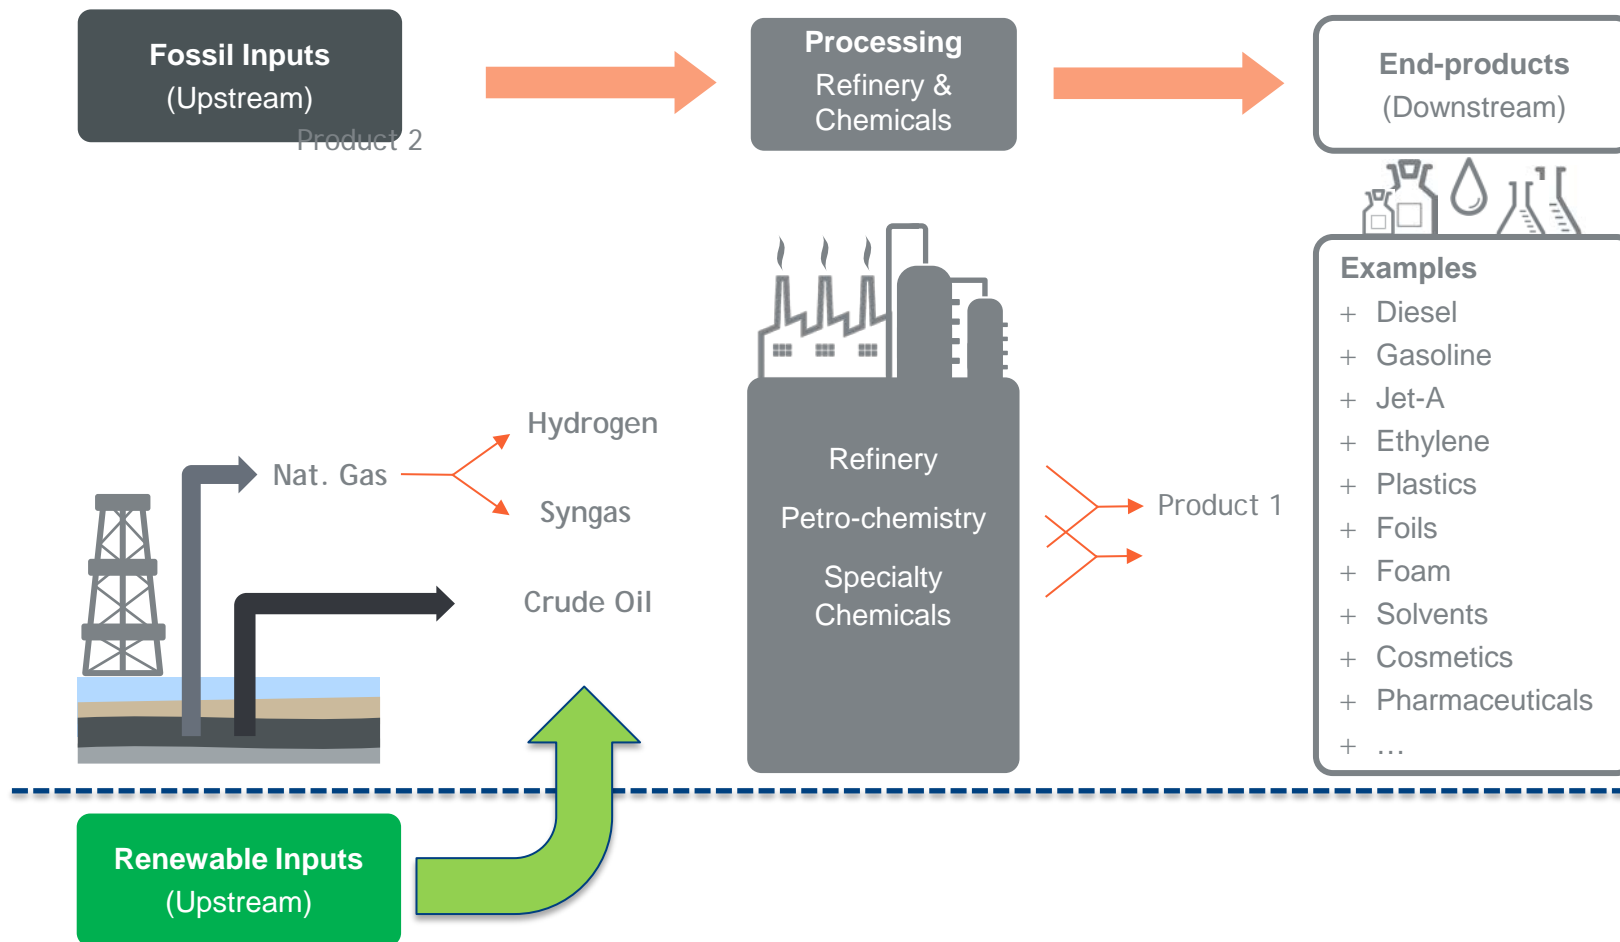 Fossil Inputs
(Upstream)
Product 2
Processing
Refinery &
Chemicals
End-products
(Downstream)
Nat. Gas
Hydrogen
Syngas
Crude Oil
Refinery
Petro-chemistry
Specialty
Chemicals
Product 1
Examples
+ Diesel
+ Gasoline
+ Jet-A
+ Ethylene
+ Plastics
+ Foils
+ Foam
+ Solvents
+ Cosmetics
+ Pharmaceuticals
+ …
Renewable Inputs
(Upstream)